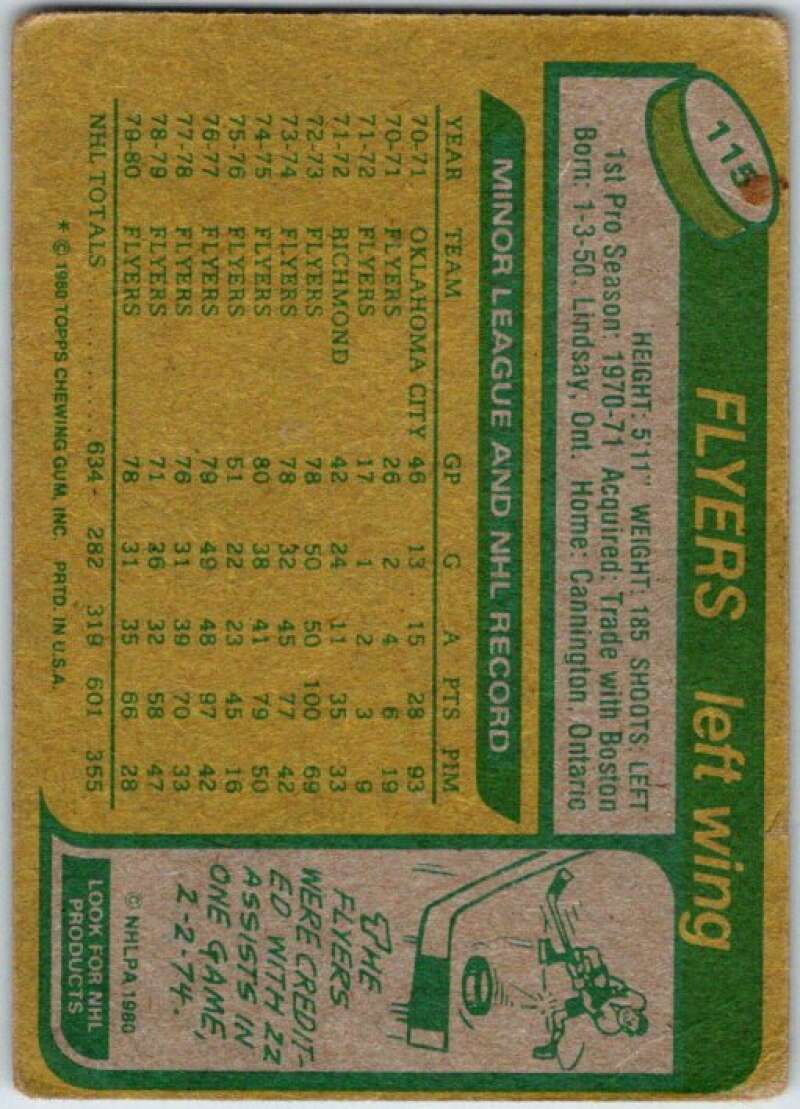 115
FLYERS left wing
HEIGHT: 5'11" WEIGHT: 185 SHOOTS: LEFT
1st Pro Season: 1970-71 Acquired: Trade with Boston
Born: 1-3-50, Lindsay, Ont. Home: Cannington, Ontario
MINOR LEAGUE AND NHL RECORD
YEAR TEAM GP G A PTS PIM
70-71 OKLAHOMA CITY 46 13 15 28 93
70-71 FLYERS 26 2 4 6 19
71-72 FLYERS 17 1 2 3 9
71-72 RICHMOND 42 24 11 35 33
72-73 FLYERS 78 50 50 100 69
73-74 FLYERS 78 32 45 77 42
74-75 FLYERS 80 38 41 79 50
75-76 FLYERS 51 22 23 45 16
76-77 FLYERS 79 49 48 97 42
77-78 FLYERS 76 31 39 70 33
78-79 FLYERS 71 26 32 58 47
79-80 FLYERS 78 31 35 66 28
NHL TOTALS .......... 634 282 319 601 355
* © 1980 TOPPS CHEWING GUM, INC. PRTD. IN U.S.A.
THE
FLYERS
WERE CREDIT-
ED WITH 22
ASSISTS IN
ONE GAME,
2-2-74.
© NHLPA 1980
LOOK FOR NHL
PRODUCTS